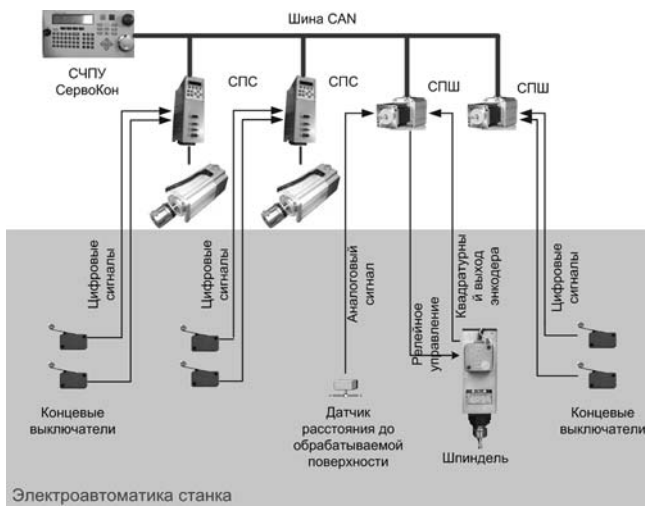 Шина CAN
СЧПУ
СервоКон
СПС
СПС
СПШ
СПШ
Цифровые
сигналы
Цифровые
сигналы
Аналоговый
сигнал
Релейное
управление
Квадратурны
й выход
энкодера
Цифровые
сигналы
Концевые
выключатели
Датчик
расстояния до
обрабатываемой
поверхности
Шпиндель
Концевые
выключатели
Электроавтоматика станка